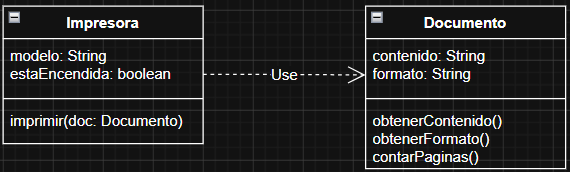 Impresora
modelo: String
estaEncendida: boolean
imprimir(doc: Documento)
Use
Documento
contenido: String
formato: String
obtenerContenido()
obtenerFormato()
contarPaginas()